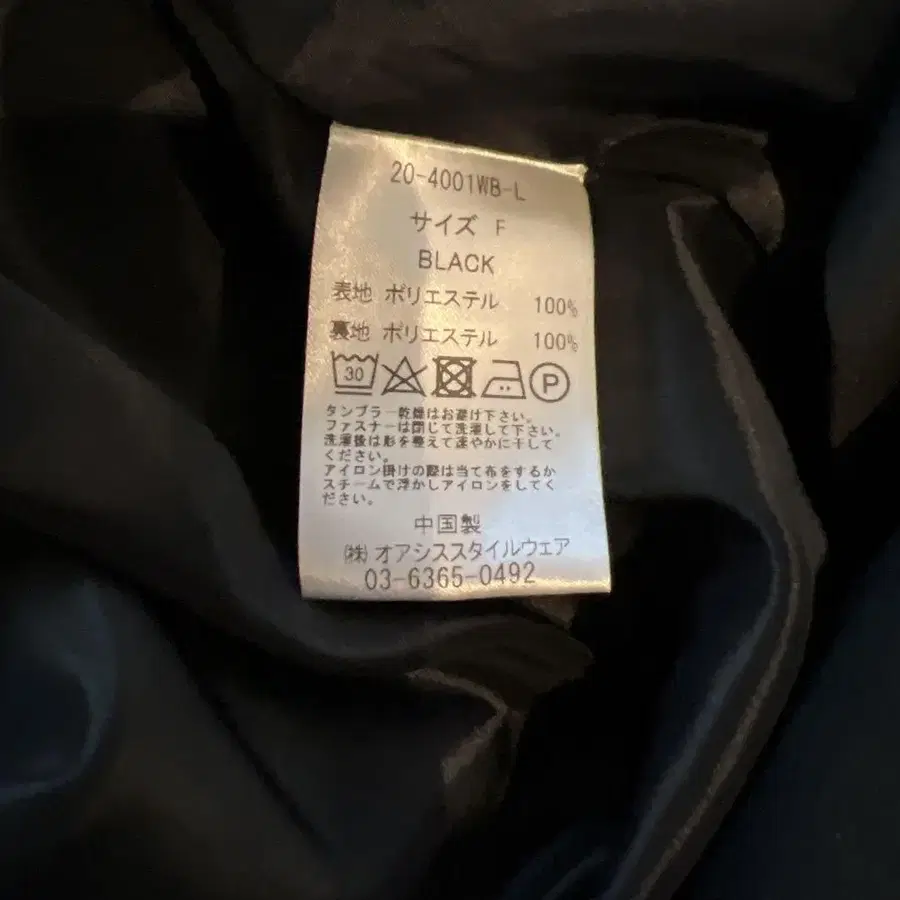 20-4001WB-L
サイズ F
BLACK
表地 ポリエステル 100%
裏地 ポリエステル 100%
30 P
タンブラー乾燥はお避け下さい。
ファスナーは閉じて洗濯して下さい。
洗濯後は形を整えて速やかに干して
ください。
アイロン掛けの際は当て布をするか
スチームで浮かしアイロンをしてく
ださい。
中国製
㈱ オアシススタイルウェア
03-6365-0492